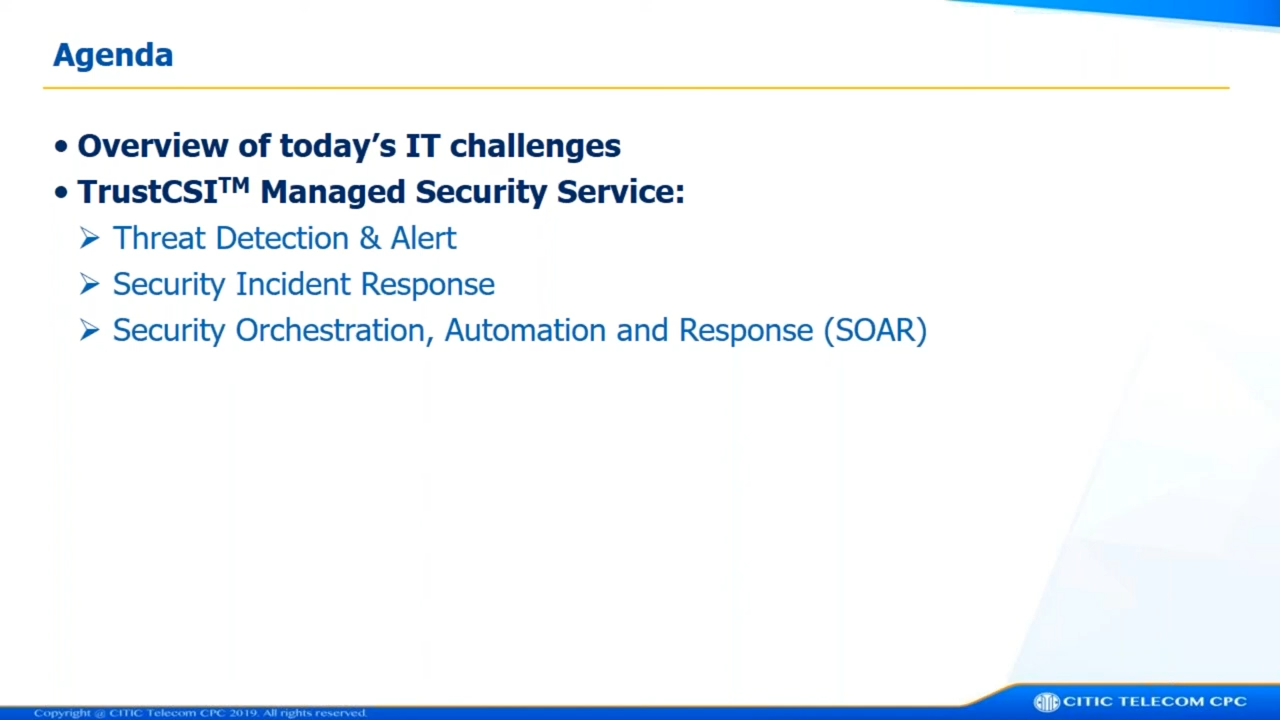 Agenda
• Overview of today’s IT challenges
• TrustCSI™ Managed Security Service:
➢ Threat Detection & Alert
➢ Security Incident Response
➢ Security Orchestration, Automation and Response (SOAR)
Copyright @ CITIC Telecom CPC 2019. All rights reserved.
CITIC TELECOM CPC